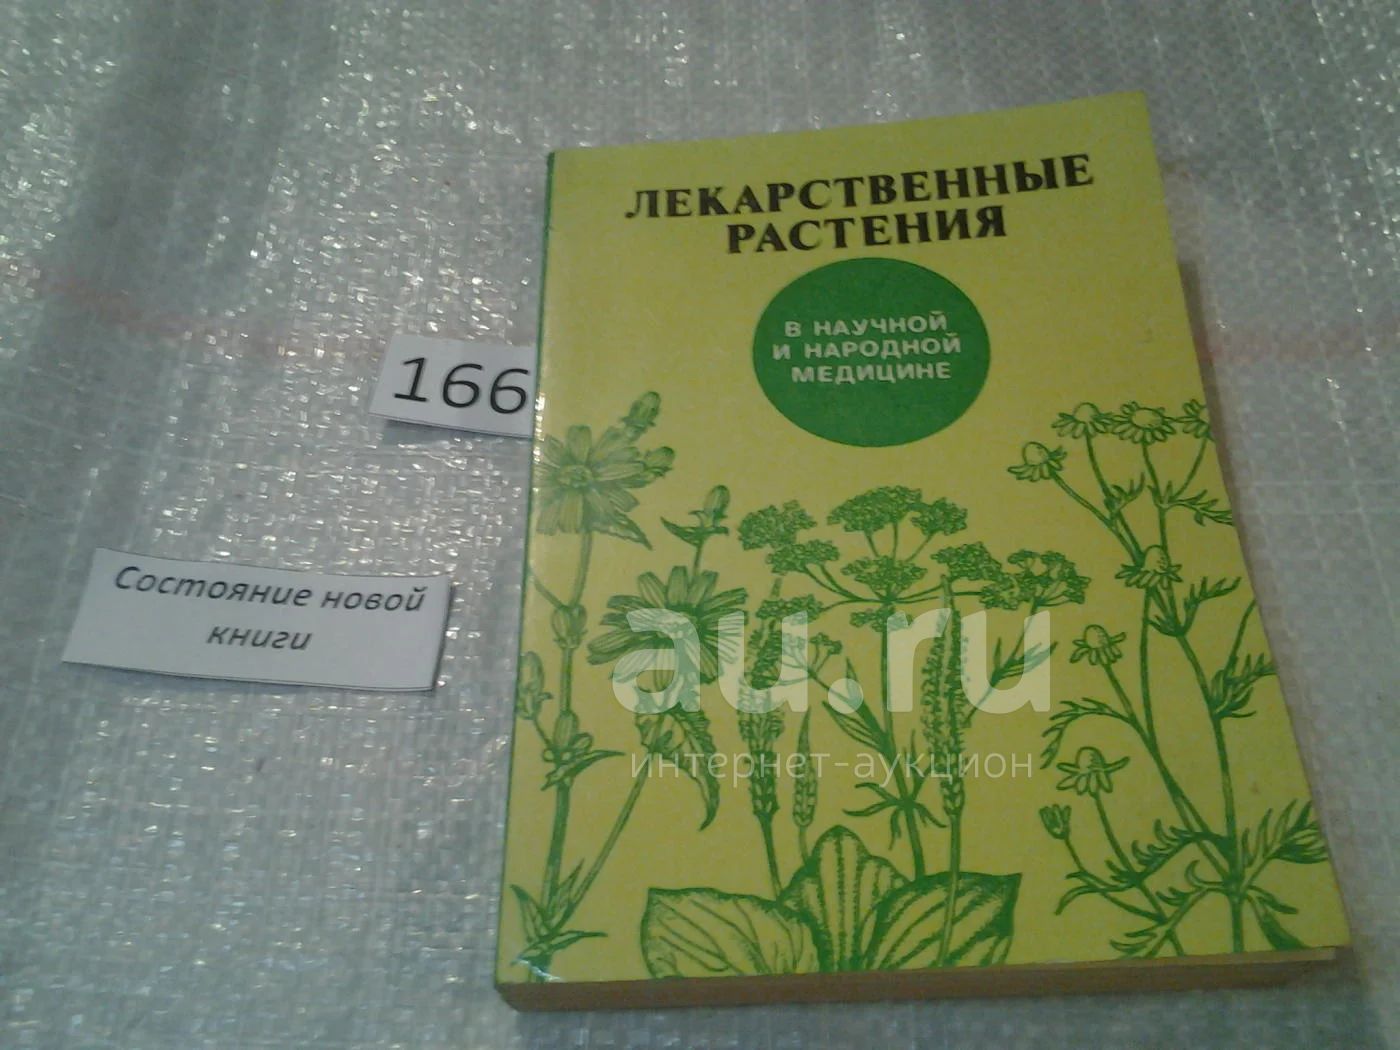 ЛЕКАРСТВЕННЫЕ
РАСТЕНИЯ
В НАУЧНОЙ
И НАРОДНОЙ
МЕДИЦИНЕ
166
Состояние новой
книги
au.ru
интернет-аукцион